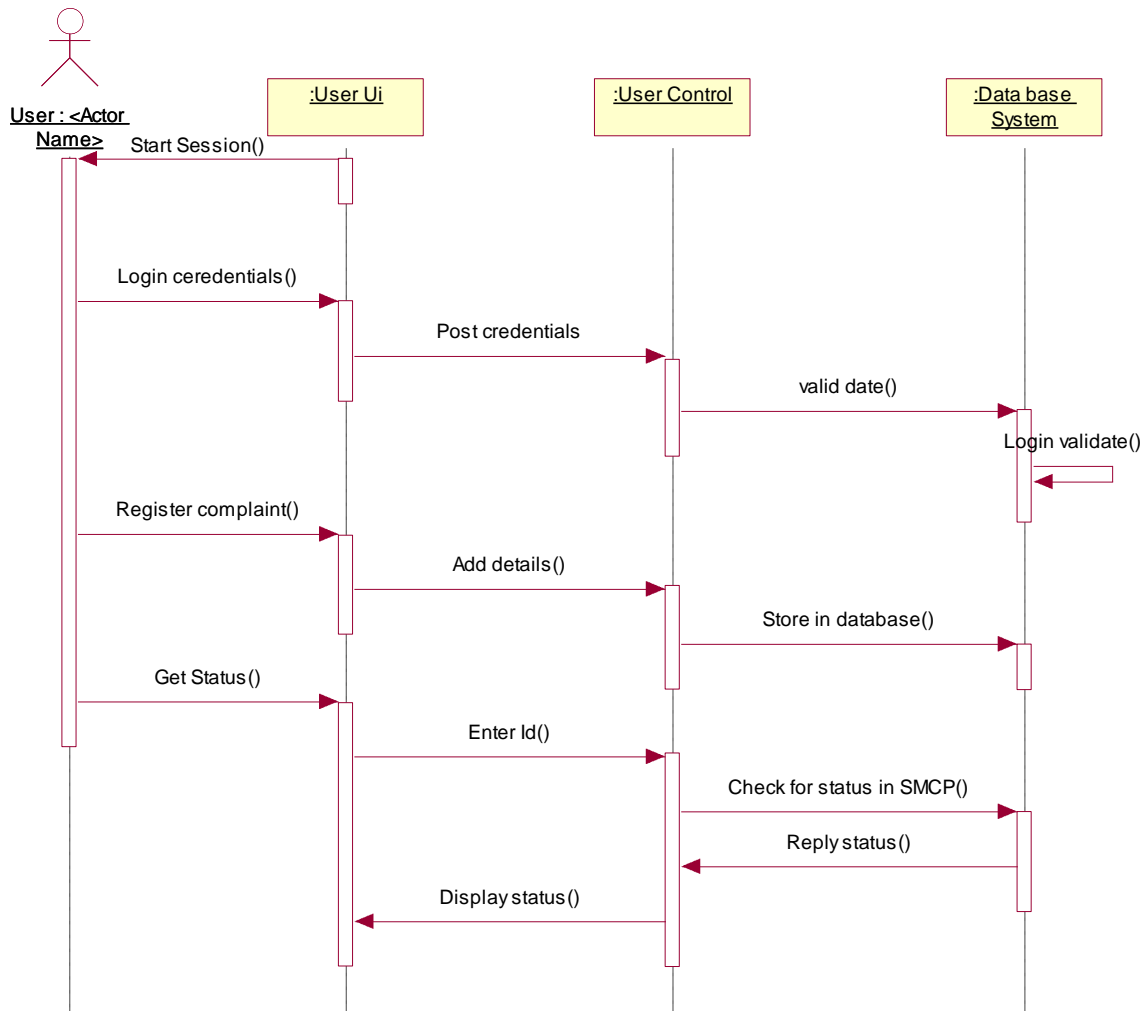 User : <Actor
Name>
:User Ui
:User Control
:Data base
System
Start Session()
Login ceredentials()
Post credentials
valid date()
Login validate()
Register complaint()
Add details()
Store in database()
Get Status()
Enter Id()
Check for status in SMCP()
Reply status()
Display status()